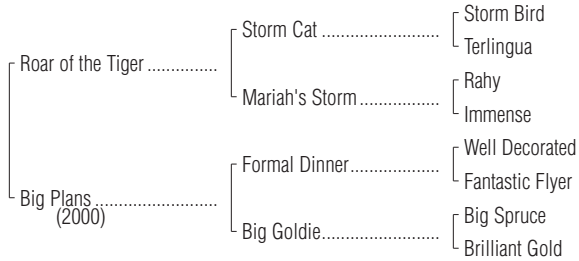 Storm Bird
Storm Cat ........................
Terlingua
Roar of the Tiger ..............
Rahy
Mariah's Storm ................
Immense
Well Decorated
Formal Dinner ..................
Fantastic Flyer
Big Plans ........................
(2000)
Big Spruce
Big Goldie ........................
Brilliant Gold